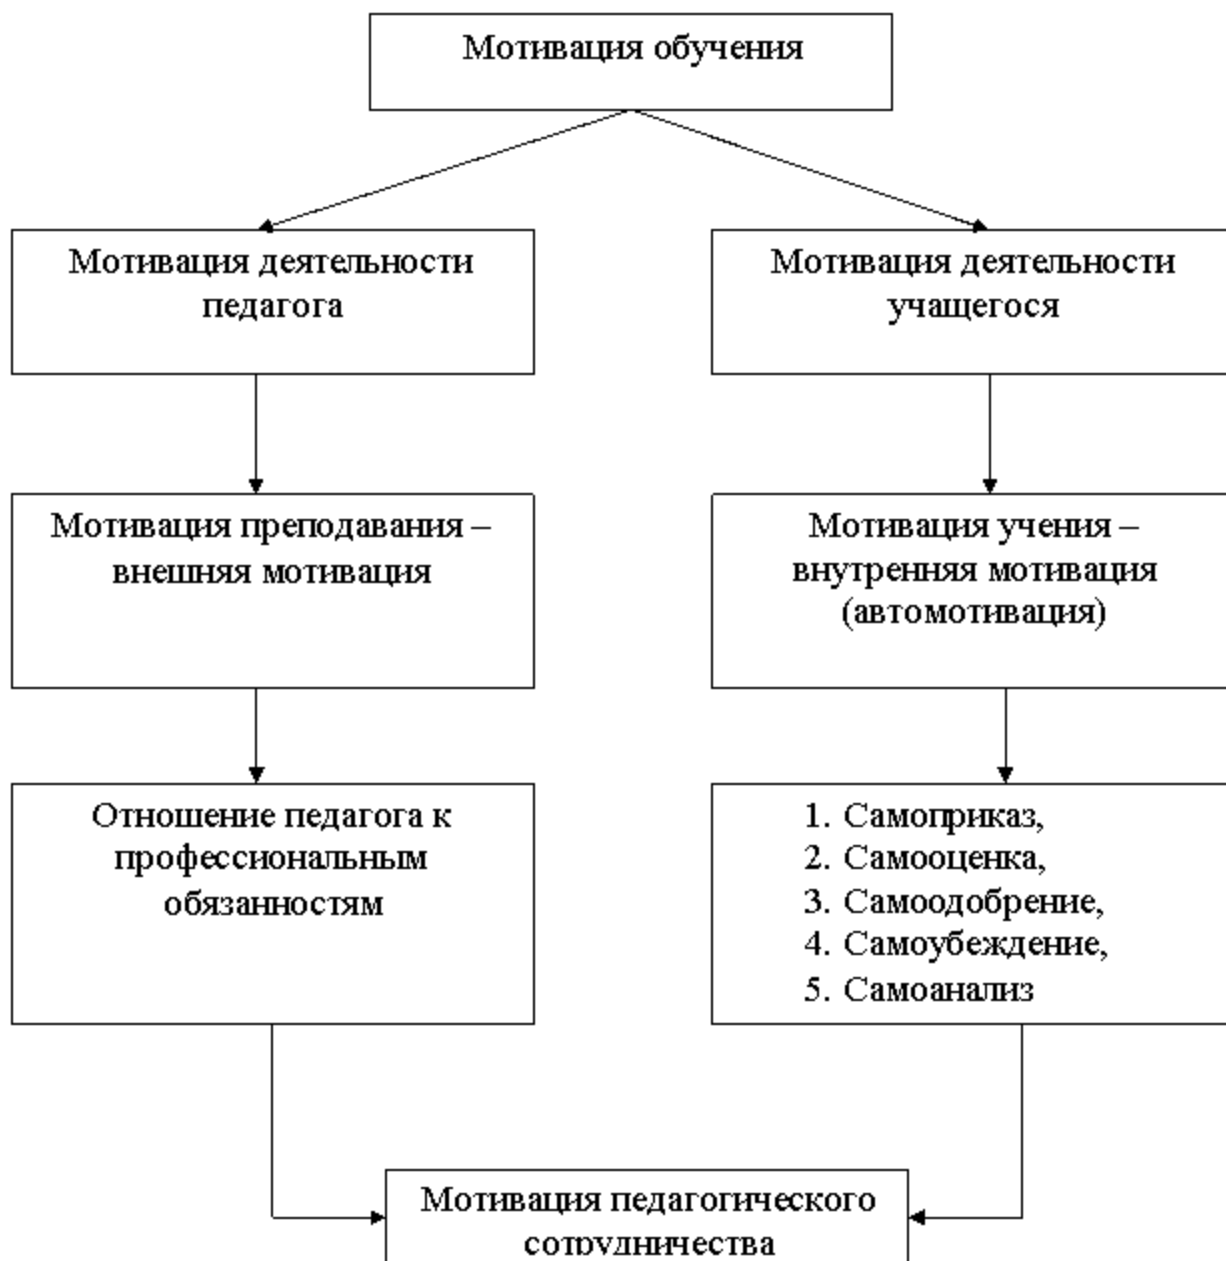 Мотивация обучения
Мотивация деятельности
педагога
Мотивация деятельности
учащегося
Мотивация преподавания –
внешняя мотивация
Мотивация учения –
внутренняя мотивация
(автомотивация)
Отношение педагога к
профессиональным
обязанностям
1. Самоприказ,
2. Самооценка,
3. Самоодобрение,
4. Самоубеждение,
5. Самоанализ
Мотивация педагогического
сотрудничества